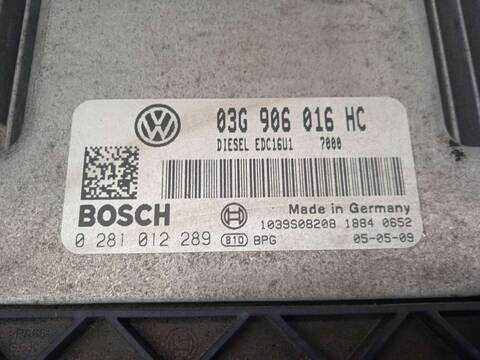 03G 906 016 HC
DIESEL EDC16U1 7000
BOSCH
Made in Germany
1039S08208 1884 0652
0 281 012 289 810 BPG 05-05-09